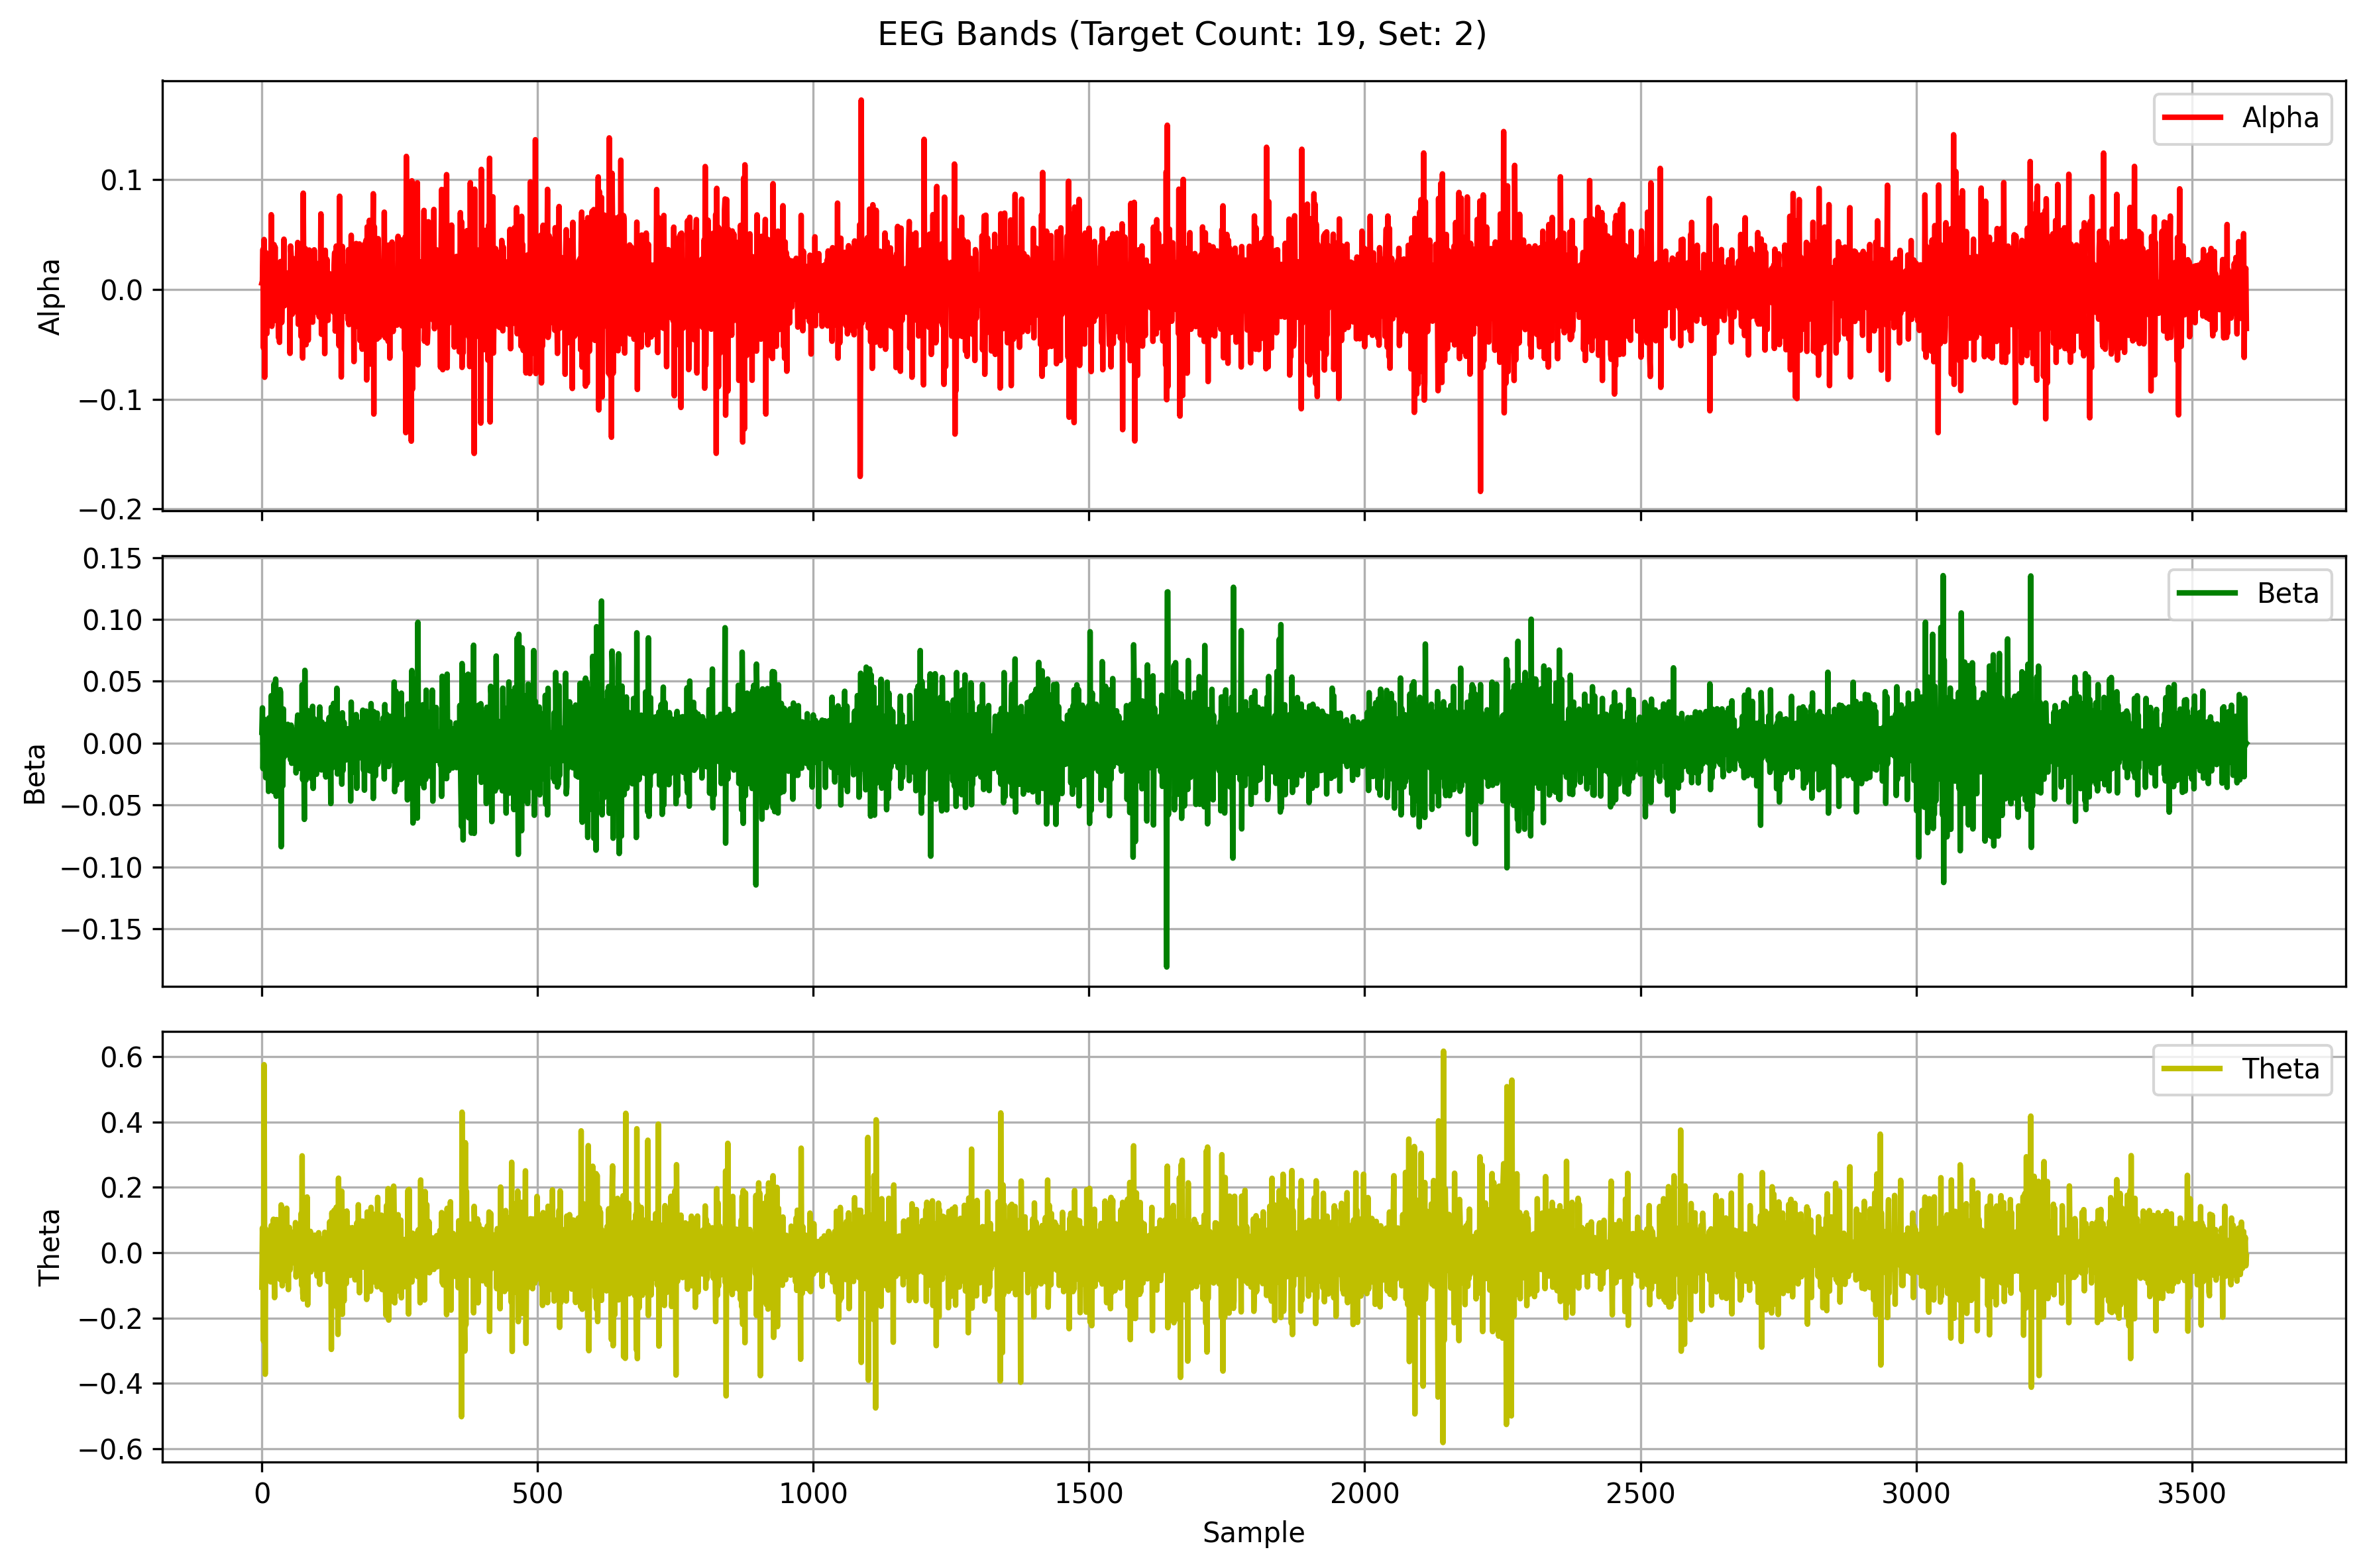 EEG Bands (Target Count: 19, Set: 2)
Alpha
0.1
0.0
−0.1
−0.2
Alpha
Beta
0.15
0.10
0.05
0.00
−0.05
−0.10
−0.15
Beta
Theta
0.6
0.4
0.2
0.0
−0.2
−0.4
−0.6
Theta
0 500 1000 1500 2000 2500 3000 3500
Sample